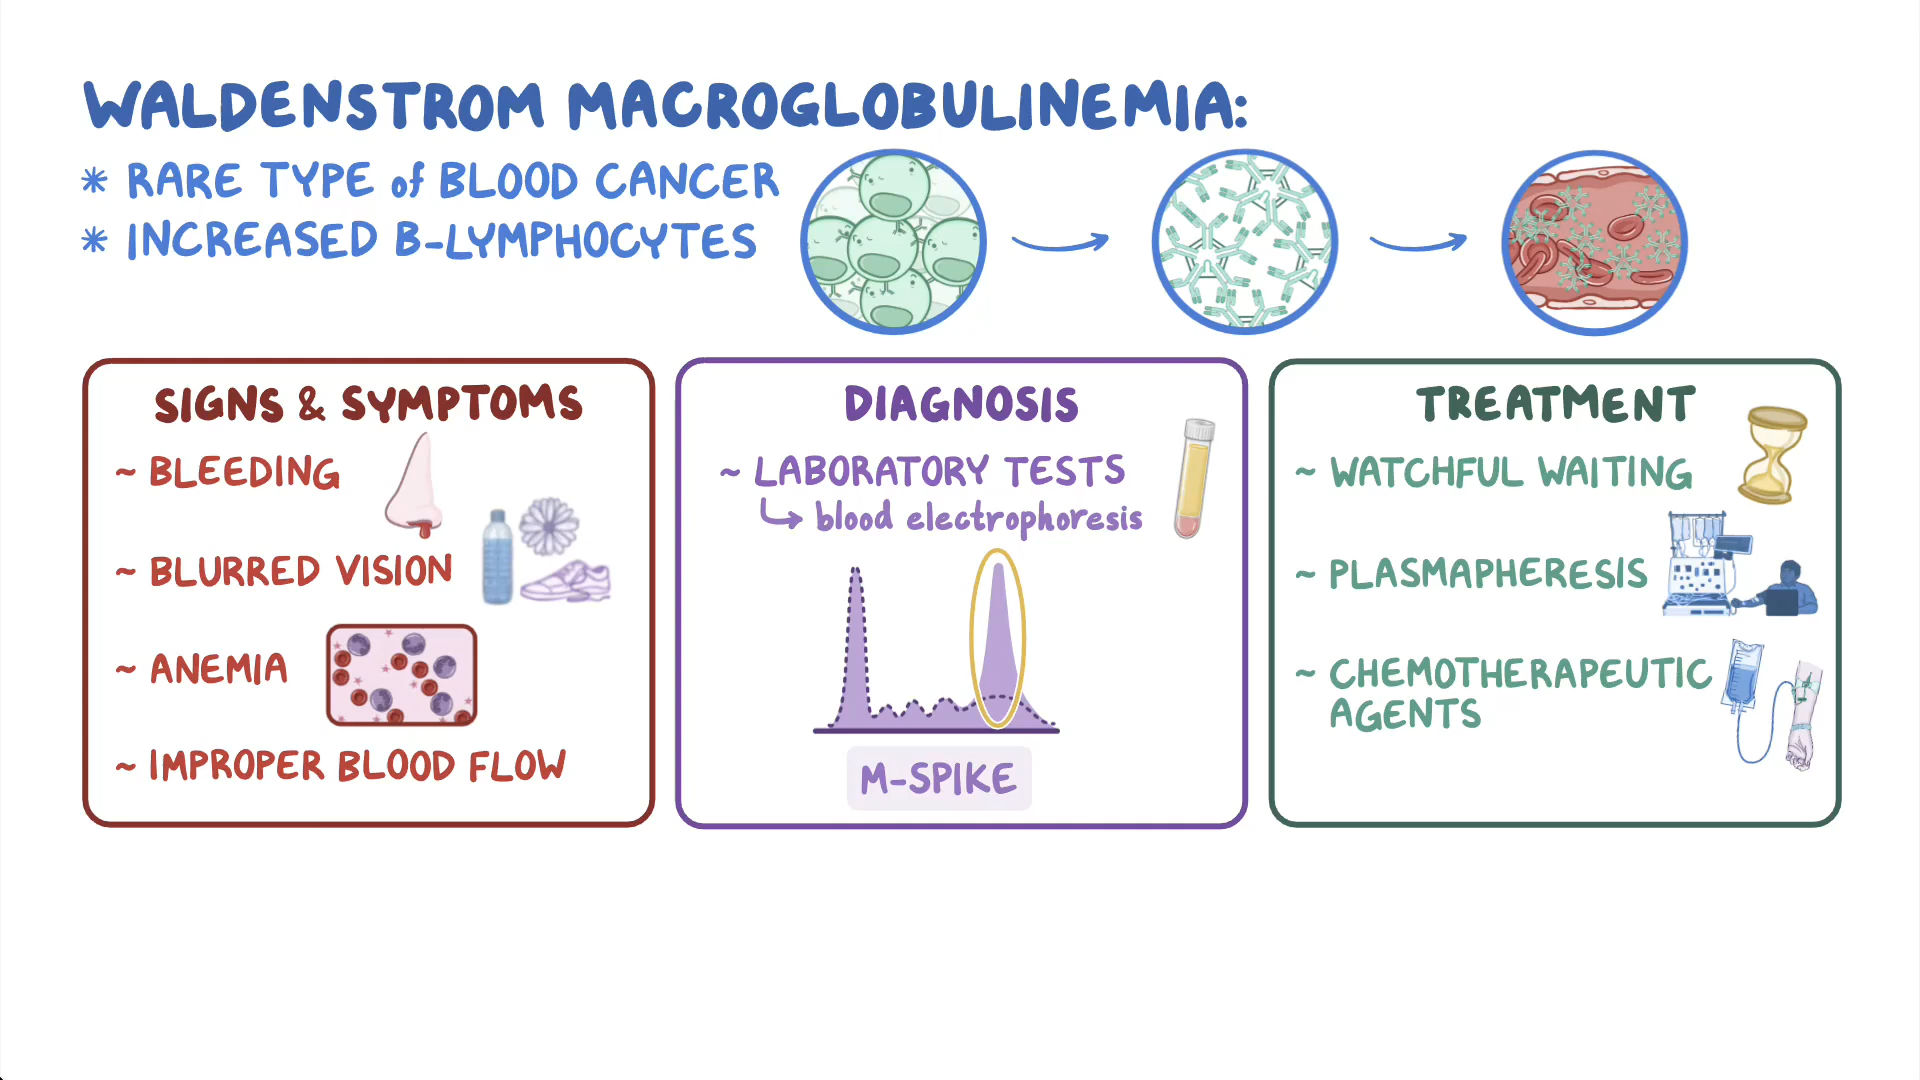 WALDENSTROM MACROGLOBULINEMIA:
* RARE TYPE of BLOOD CANCER
* INCREASED B-LYMPHOCYTES
SIGNS & SYMPTOMS
~ BLEEDING
~ BLURRED VISION
~ ANEMIA
~ IMPROPER BLOOD FLOW
DIAGNOSIS
~ LABORATORY TESTS
blood electrophoresis
M-SPIKE
TREATMENT
~ WATCHFUL WAITING
~ PLASMAPHERESIS
~ CHEMOTHERAPEUTIC
AGENTS